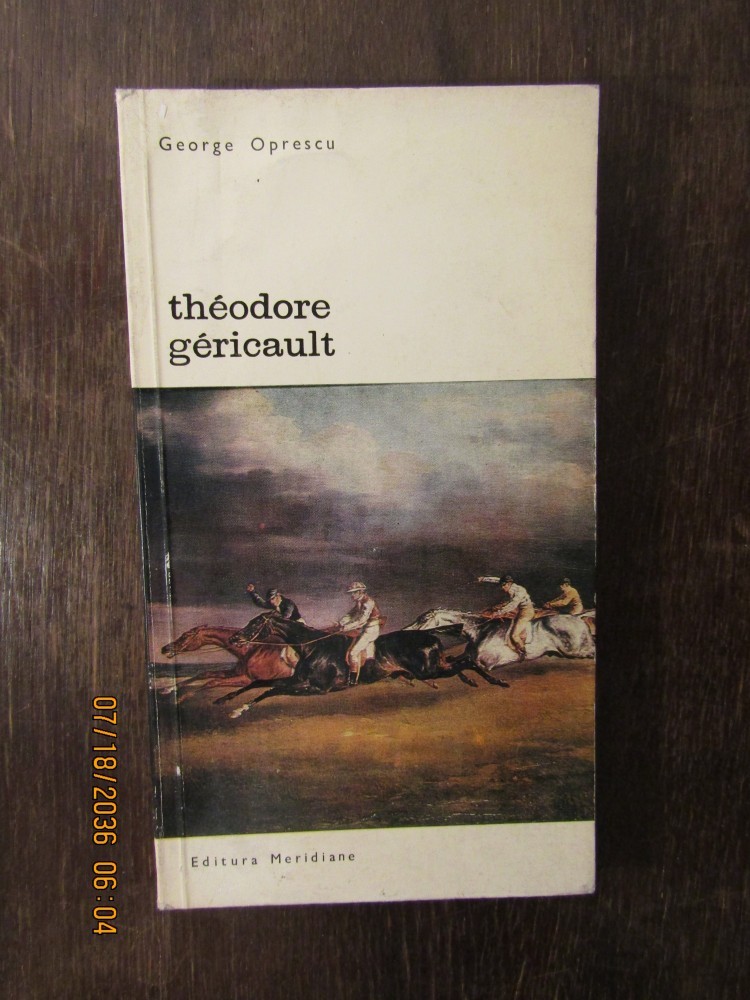 George Oprescu
théodore
géricault
Editura Meridiane
07/18/2036 06:04